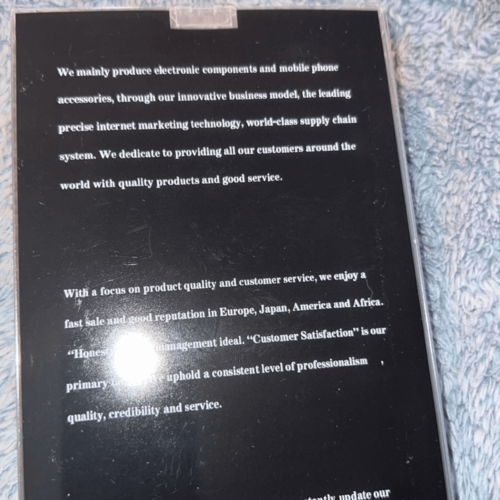 We mainly produce electronic components and mobile phone
accessories, through our innovative business model, the leading
precise internet marketing technology, world-class supply chain
system. We dedicate to providing all our customers around the
world with quality products and good service.
With a focus on product quality and customer service, we enjoy a
fast sale and good reputation in Europe, Japan, America and Africa.
management ideal. "Customer Satisfaction" is our
primary uphold a consistent level of professionalism ,
quality, credibility and service.
update our